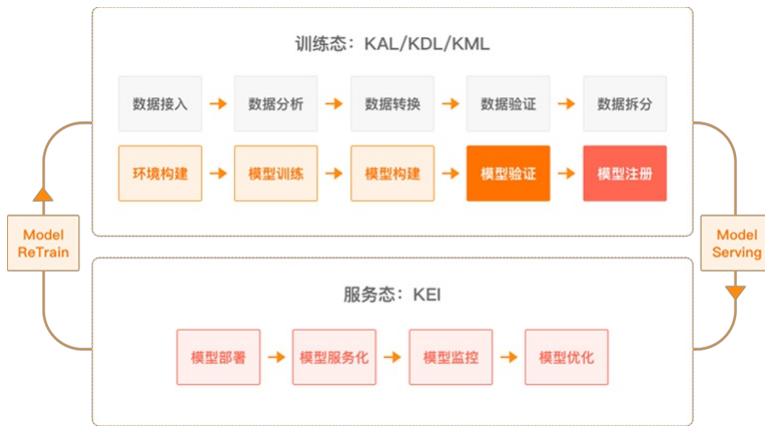 训练态：KAL/KDL/KML
数据接入
数据分析
数据转换
数据验证
数据拆分
环境构建
模型训练
模型构建
模型验证
模型注册
Model
ReTrain
Model
Serving
服务态：KEI
模型部署
模型服务化
模型监控
模型优化